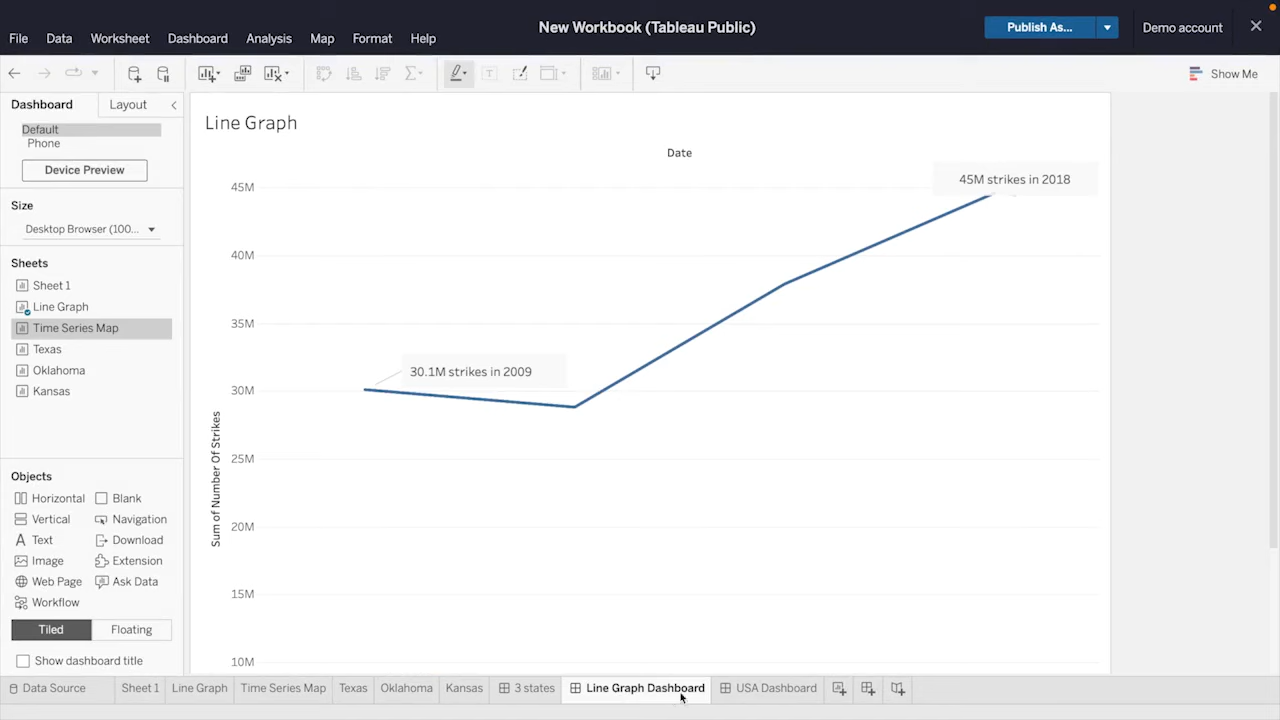 New Workbook (Tableau Public)
Publish As...
Demo account
File Data Worksheet Dashboard Analysis Map Format Help
Show Me
Dashboard Layout
Default
Phone
Device Preview
Size
Desktop Browser (100...
Sheets
Sheet 1
Line Graph
Time Series Map
Texas
Oklahoma
Kansas
Objects
Horizontal Blank
Vertical Navigation
Text Download
Image Extension
Web Page Ask Data
Workflow
Tiled Floating
Show dashboard title
Line Graph
Date
45M strikes in 2018
45M
40M
35M
30.1M strikes in 2009
30M
25M
20M
15M
10M
Sum of Number Of Strikes
Data Source Sheet 1 Line Graph Time Series Map Texas Oklahoma Kansas 3 states Line Graph Dashboard USA Dashboard